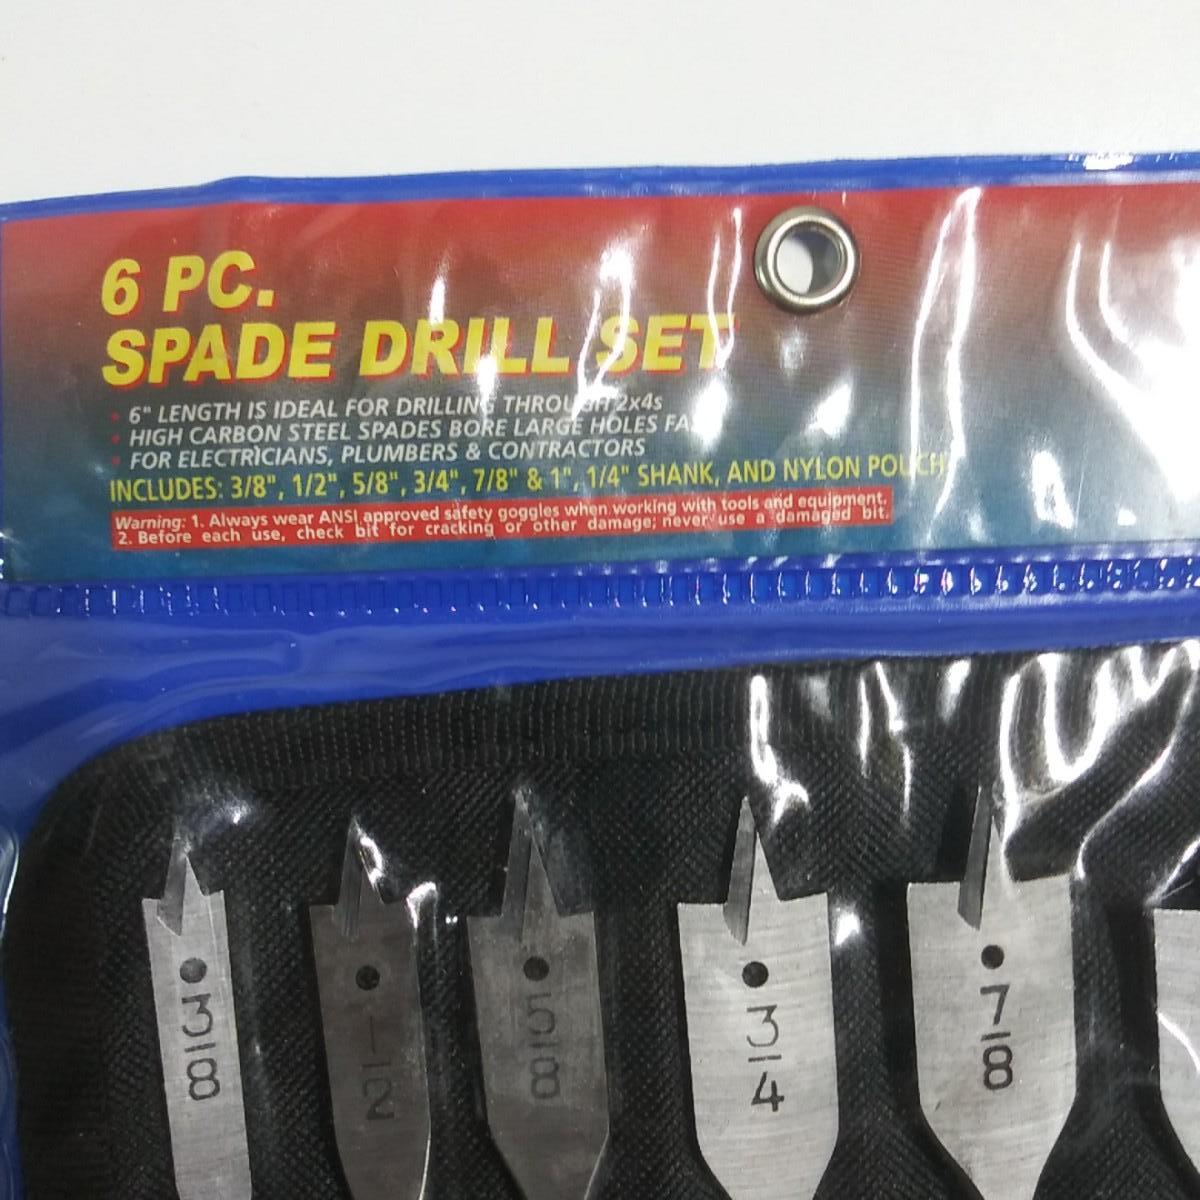 6 PC.
SPADE DRILL SET
6" LENGTH IS IDEAL FOR DRILLING THROUGH 2x4s
HIGH CARBON STEEL SPADES BORE LARGE HOLES
FOR ELECTRICIANS, PLUMBERS & CONTRACTORS
INCLUDES: 3/8", 1/2", 5/8", 3/4", 7/8" & 1", 1/4" SHANK, AND NYLON POUCH
Warning: 1. Always wear ANSI approved safety goggles when working with tools and equipment.
2. Before each use, check bit for cracking or other damage; never use a damaged bit.
3/8
1/2
5/8
3/4
7/8